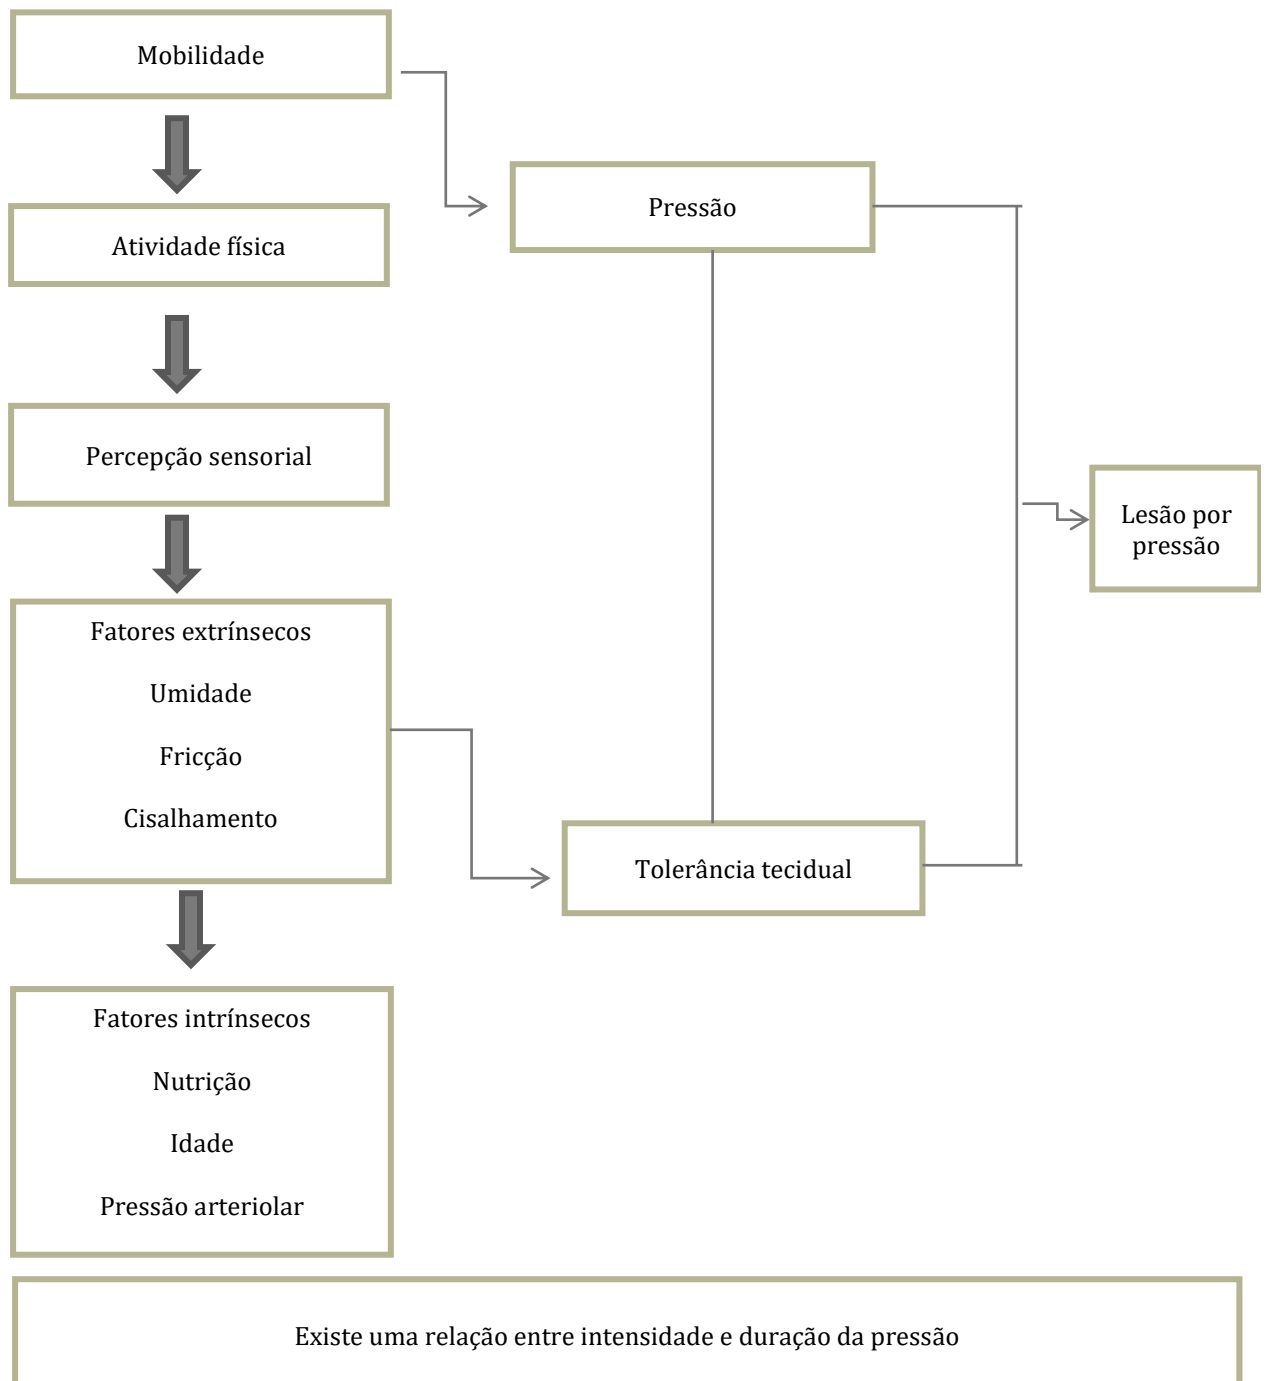 Mobilidade
Pressão
Atividade física
Percepção sensorial
Lesão por
pressão
Fatores extrínsecos
Umidade
Fricção
Cisalhamento
Tolerância tecidual
Fatores intrínsecos
Nutrição
Idade
Pressão arteriolar
Existe uma relação entre intensidade e duração da pressão